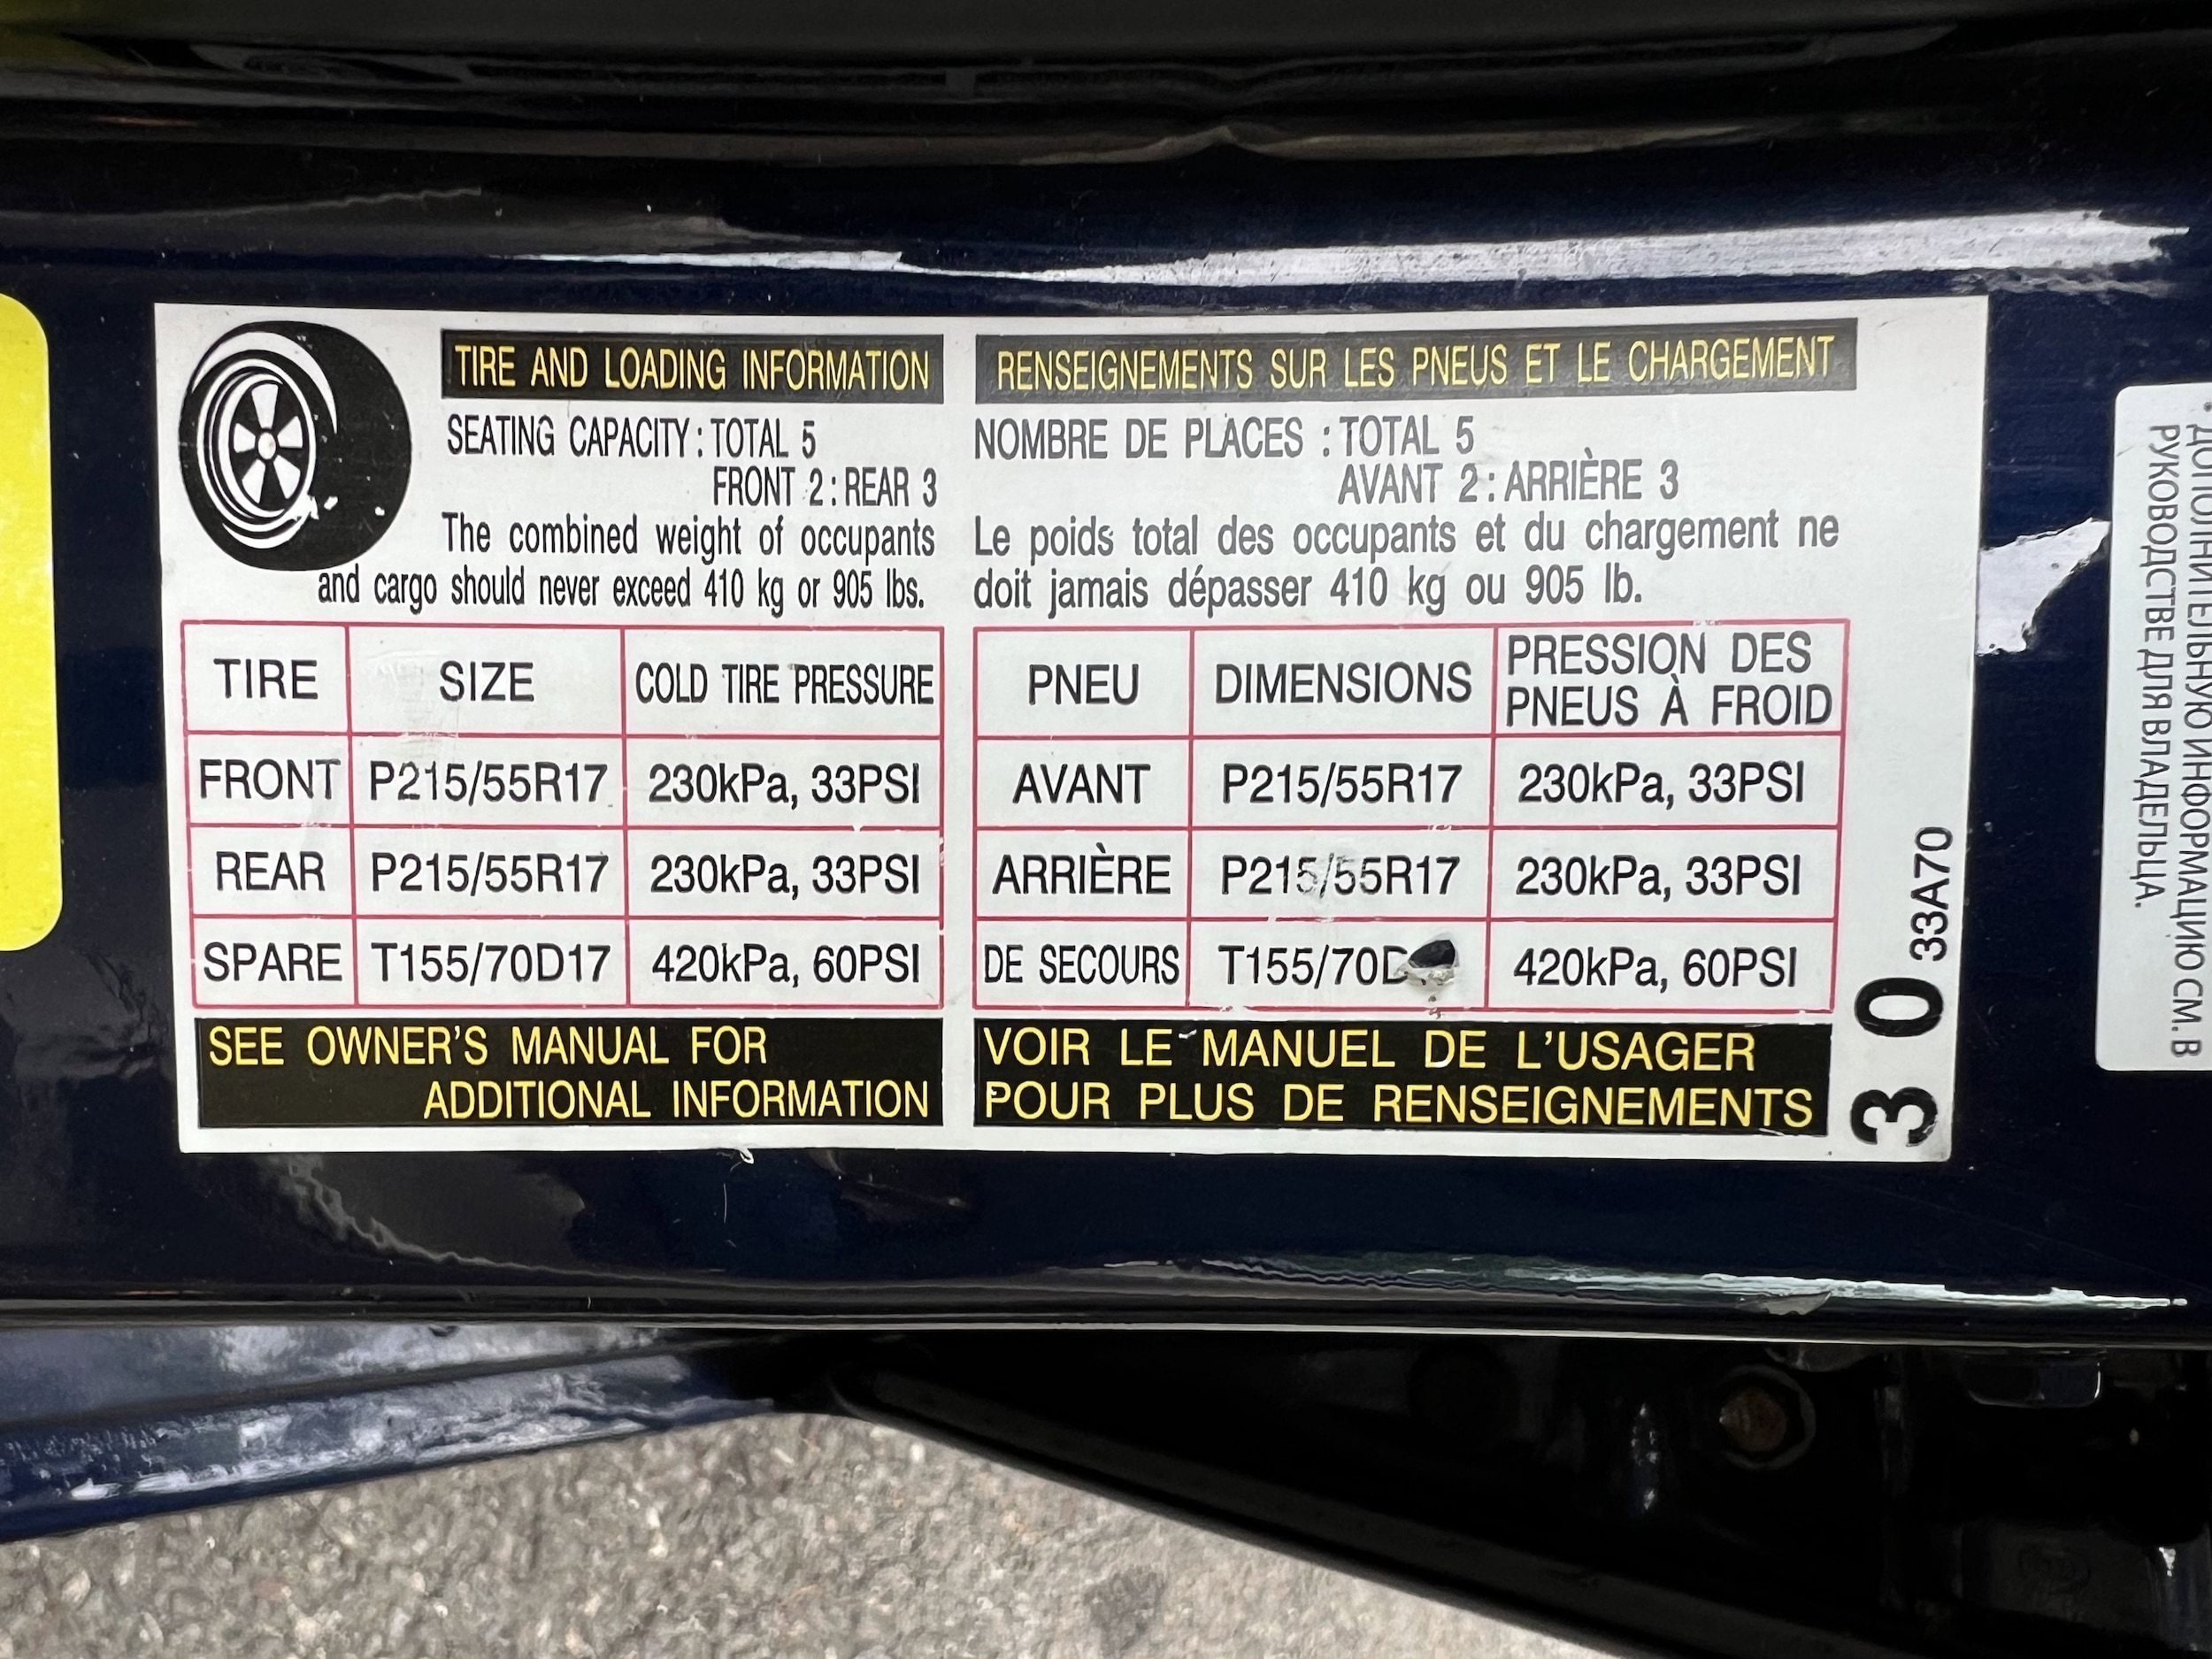 TIRE AND LOADING INFORMATION
SEATING CAPACITY: TOTAL 5
FRONT 2: REAR 3
The combined weight of occupants
and cargo should never exceed 410 kg or 905 lbs.
TIRE SIZE COLD TIRE PRESSURE
FRONT P215/55R17 230kPa, 33PSI
REAR P215/55R17 230kPa, 33PSI
SPARE T155/70D17 420kPa, 60PSI
SEE OWNER'S MANUAL FOR
ADDITIONAL INFORMATION
RENSEIGNEMENTS SUR LES PNEUS ET LE CHARGEMENT
NOMBRE DE PLACES : TOTAL 5
AVANT 2: ARRIÈRE 3
Le poids total des occupants et du chargement ne
doit jamais dépasser 410 kg ou 905 lb.
PNEU DIMENSIONS PRESSION DES
PNEUS À FROID
AVANT P215/55R17 230kPa, 33PSI
ARRIÈRE P215/55R17 230kPa, 33PSI
DE SECOURS T155/70D 420kPa, 60PSI
VOIR LE MANUEL DE L'USAGER
POUR PLUS DE RENSEIGNEMENTS
30 33A70
ДОПОЛНИТЕЛЬНУЮ ИНФОРМАЦИЮ СМ. В
РУКОВОДСТВЕ ДЛЯ ВЛАДЕЛЬЦА.